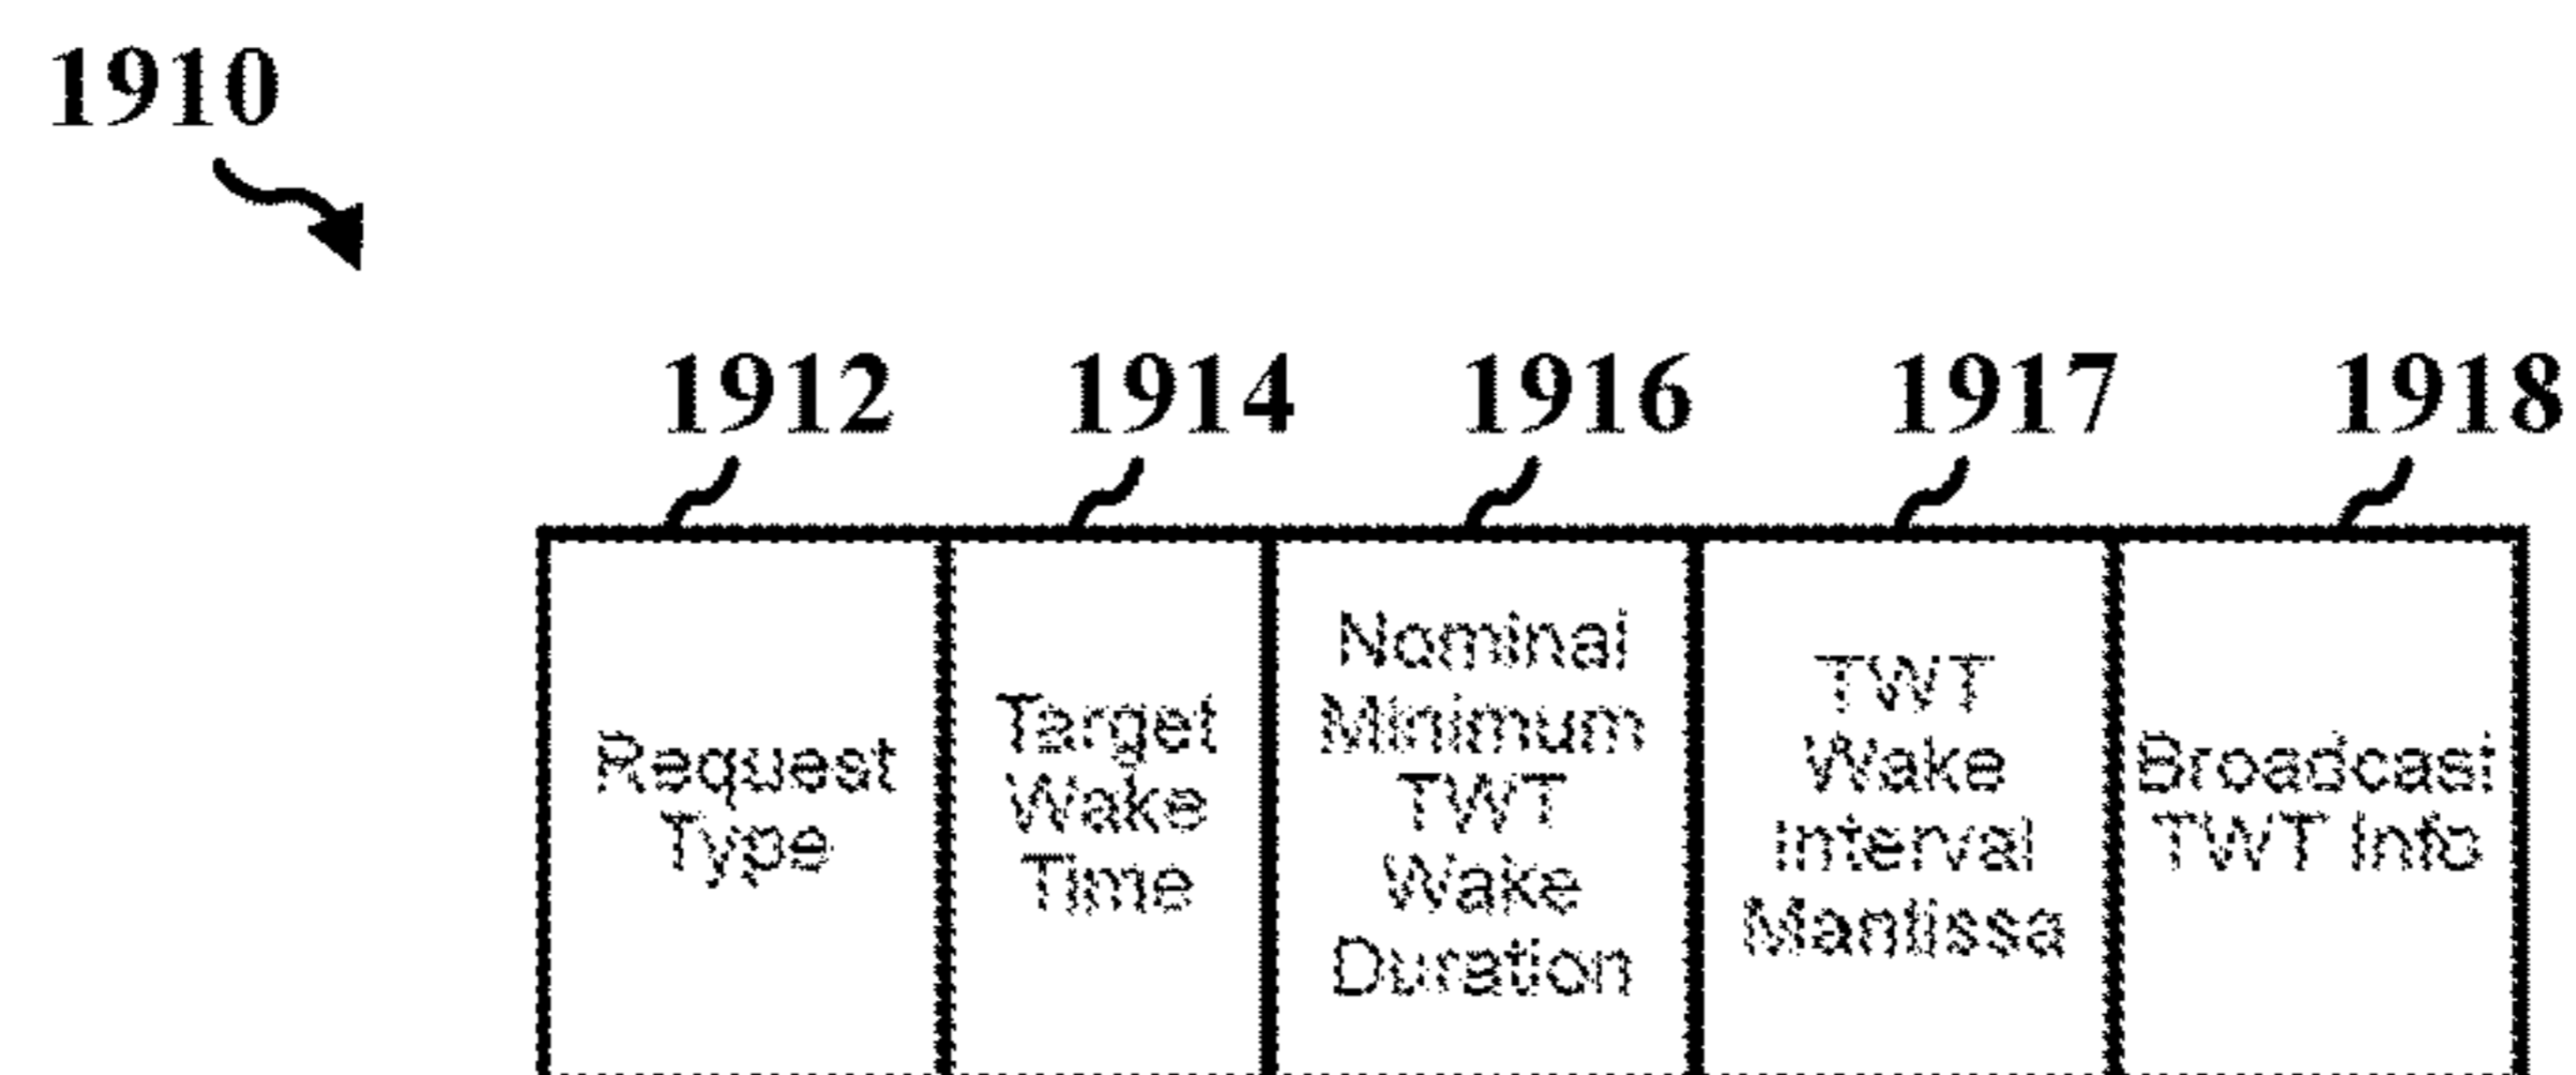 1910
1912 1914 1916 1917 1918
Request
Type
Target
Wake
Time
Nominal
Minimum
TWT
Wake
Duration
TWT
Wake
Interval
Mantissa
Broadcast
TWT Info